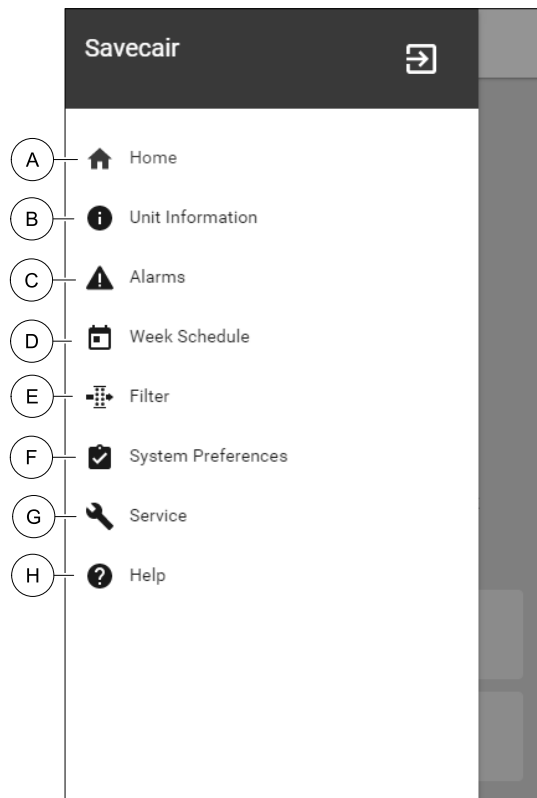 Savecair
A Home
B Unit Information
C Alarms
D Week Schedule
E Filter
F System Preferences
G Service
H Help